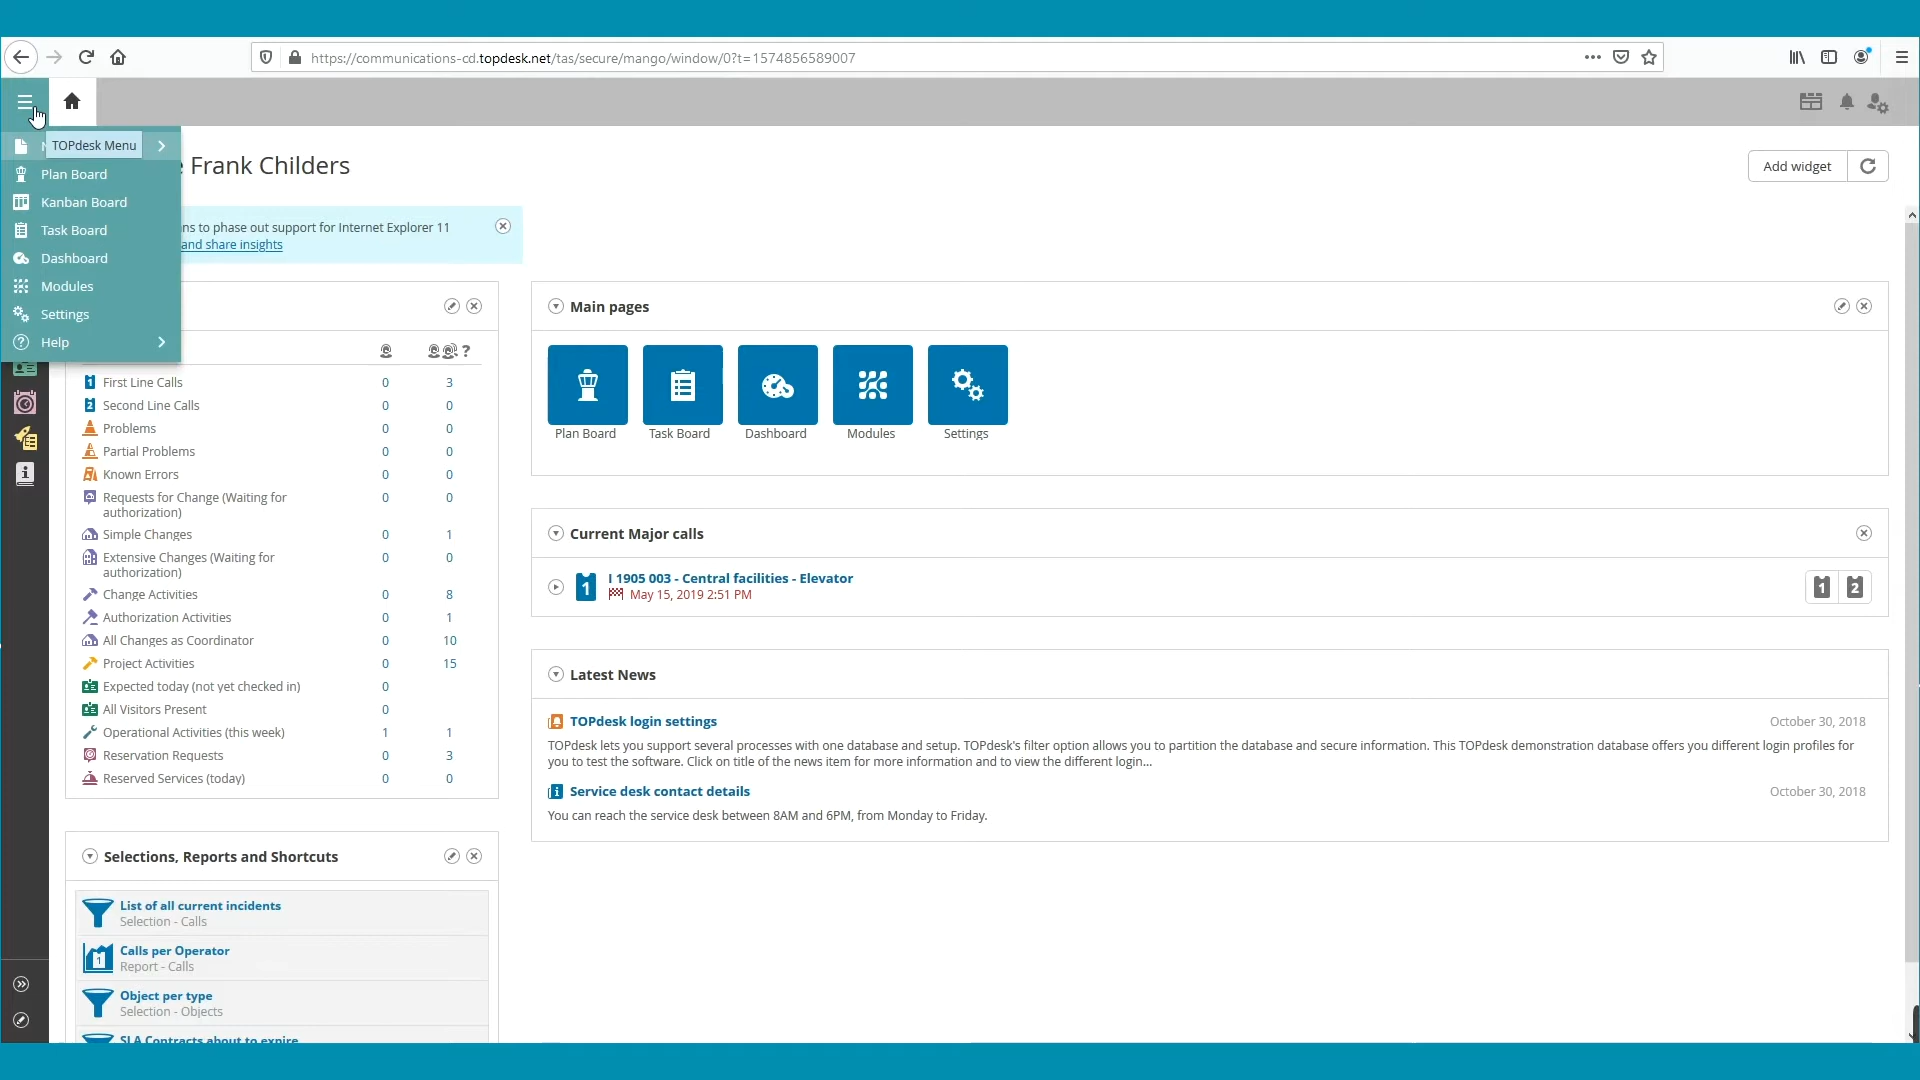 https://communications-cd.topdesk.net/tas/secure/mango/window/0?t=1574856589007
TOPdesk Menu
Plan Board
Kanban Board
Task Board
Dashboard
Modules
Settings
Help
Frank Childers
Add widget
ns to phase out support for Internet Explorer 11
and share insights
?
First Line Calls 0 3
Second Line Calls 0 0
Problems 0 0
Partial Problems 0 0
Known Errors 0 0
Requests for Change (Waiting for 0 0
authorization)
Simple Changes 0 1
Extensive Changes (Waiting for 0 0
authorization)
Change Activities 0 8
Authorization Activities 0 1
All Changes as Coordinator 0 10
Project Activities 0 15
Expected today (not yet checked in) 0
All Visitors Present 0
Operational Activities (this week) 1 1
Reservation Requests 0 3
Reserved Services (today) 0 0
Selections, Reports and Shortcuts
List of all current incidents
Selection - Calls
1
Calls per Operator
Report - Calls
Object per type
Selection - Objects
SLA Contracts about to expire
Main pages
Plan Board Task Board Dashboard Modules Settings
Current Major calls
1
I 1905 003 - Central facilities - Elevator
May 15, 2019 2:51 PM
1 2
Latest News
TOPdesk login settings October 30, 2018
TOPdesk lets you support several processes with one database and setup. TOPdesk's filter option allows you to partition the database and secure information. This TOPdesk demonstration database offers you different login profiles for
you to test the software. Click on title of the news item for more information and to view the different login...
Service desk contact details October 30, 2018
You can reach the service desk between 8AM and 6PM, from Monday to Friday.